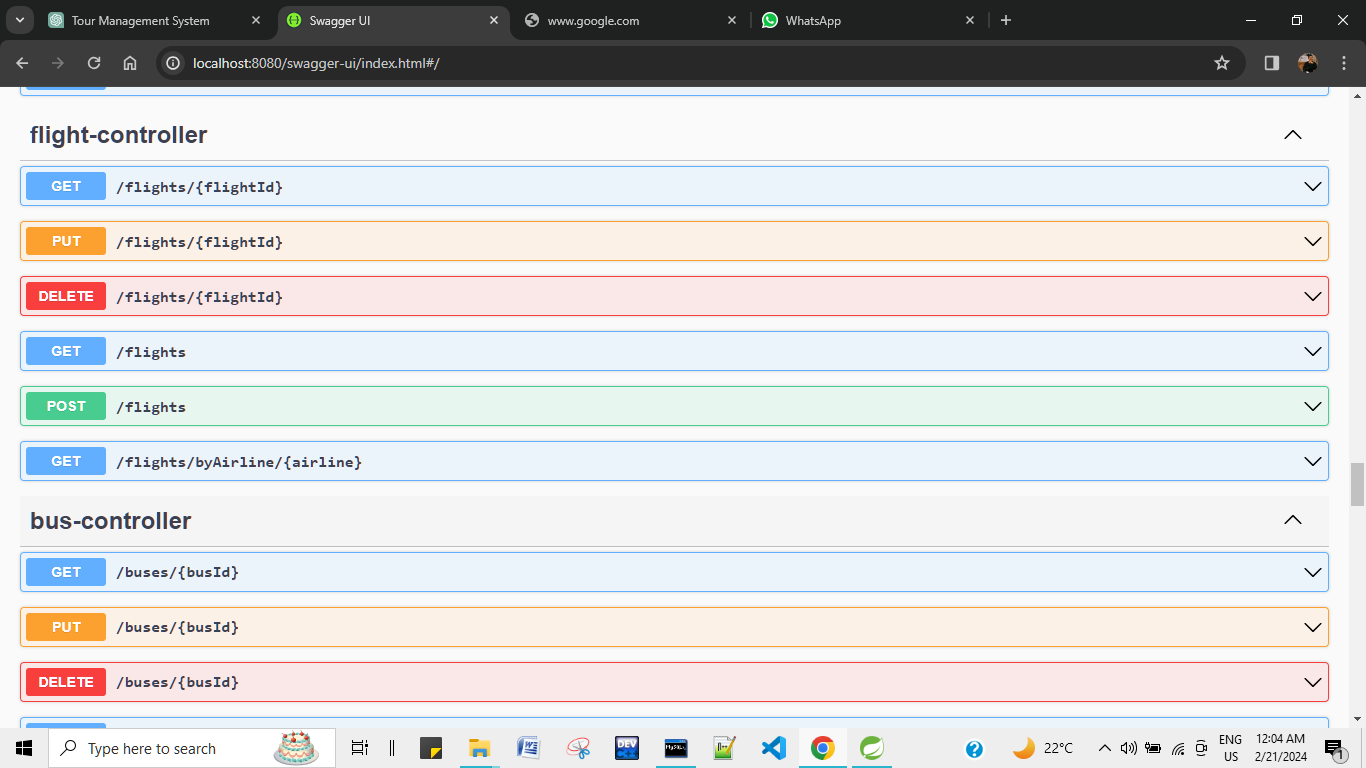 Tour Management System
Swagger UI
www.google.com
WhatsApp
localhost:8080/swagger-ui/index.html#/
flight-controller
GET /flights/{flightId}
PUT /flights/{flightId}
DELETE /flights/{flightId}
GET /flights
POST /flights
GET /flights/byAirline/{airline}
bus-controller
GET /buses/{busId}
PUT /buses/{busId}
DELETE /buses/{busId}
Type here to search
DEV
MySQL
22°C
ENG
US
12:04 AM
2/21/2024
1